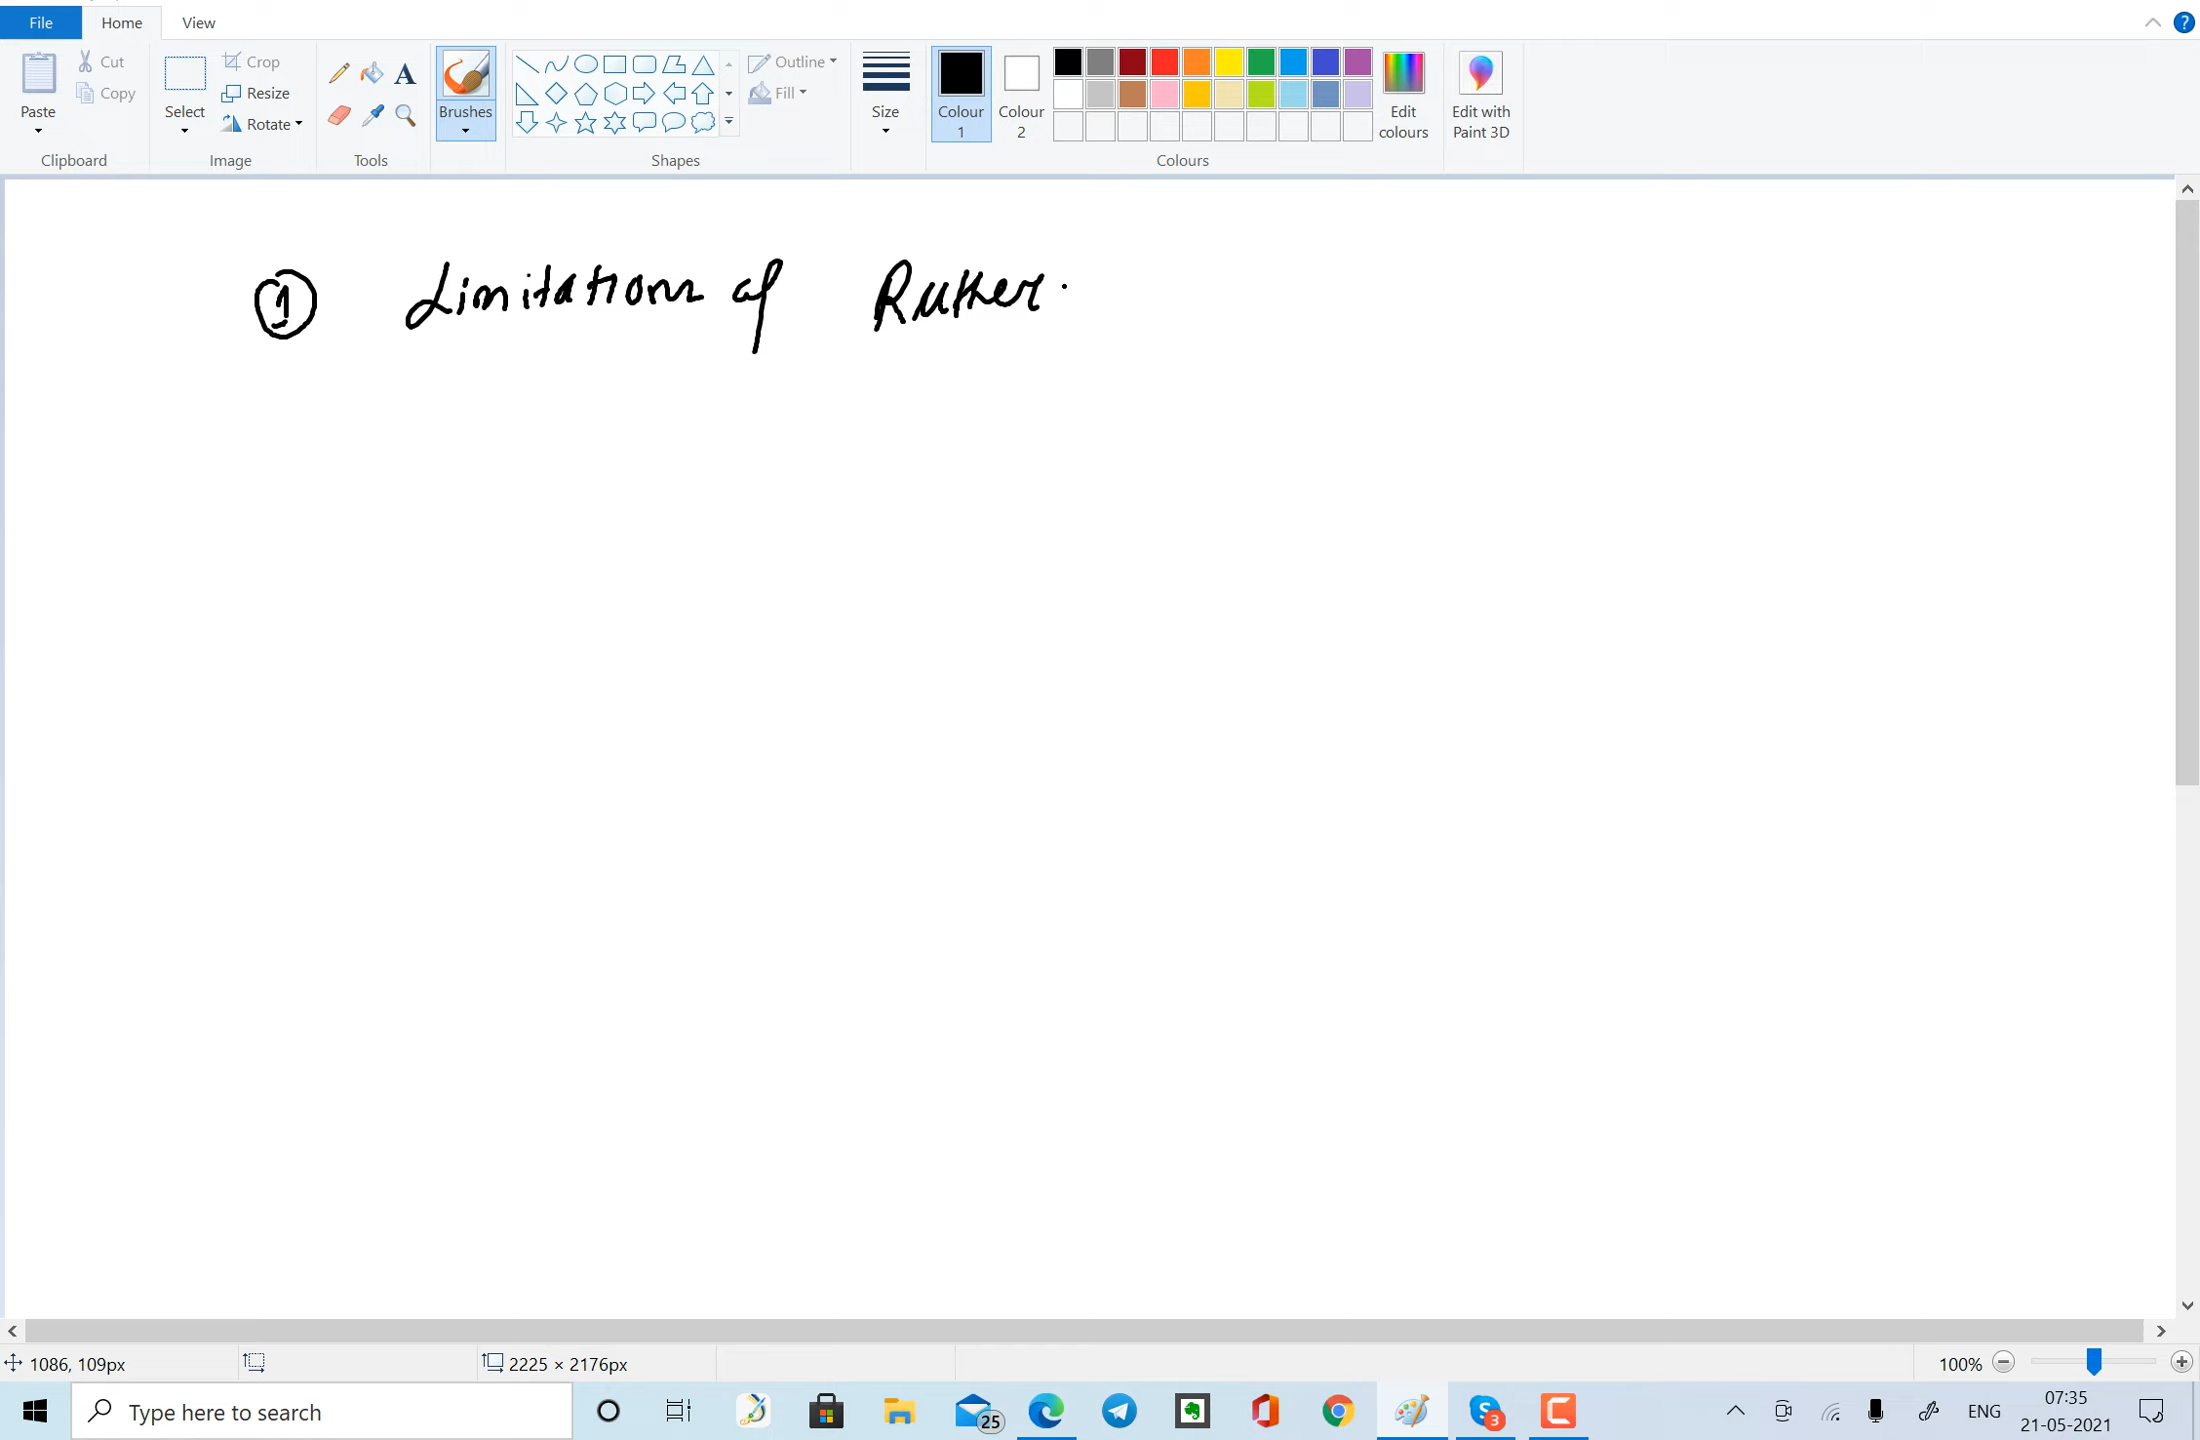 File Home View
Paste Cut Copy Select Crop Resize Rotate Brushes Outline Fill Size Colour 1 Colour 2 Edit colours Edit with Paint 3D
Clipboard Image Tools Shapes Colours
① Limitations of Ruther
1086, 109px 2225 × 2176px 100%
Type here to search 25 3 ENG 07:35
21-05-2021